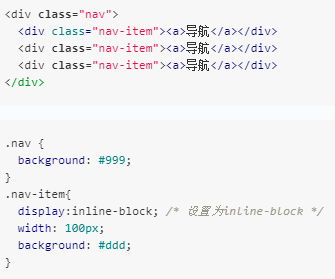 <div class="nav">
  <div class="nav-item"><a>导航</a></div>
  <div class="nav-item"><a>导航</a></div>
  <div class="nav-item"><a>导航</a></div>
</div>
.nav {
  background: #999;
}
.nav-item{
  display:inline-block; /* 设置为inline-block */
  width: 100px;
  background: #ddd;
}